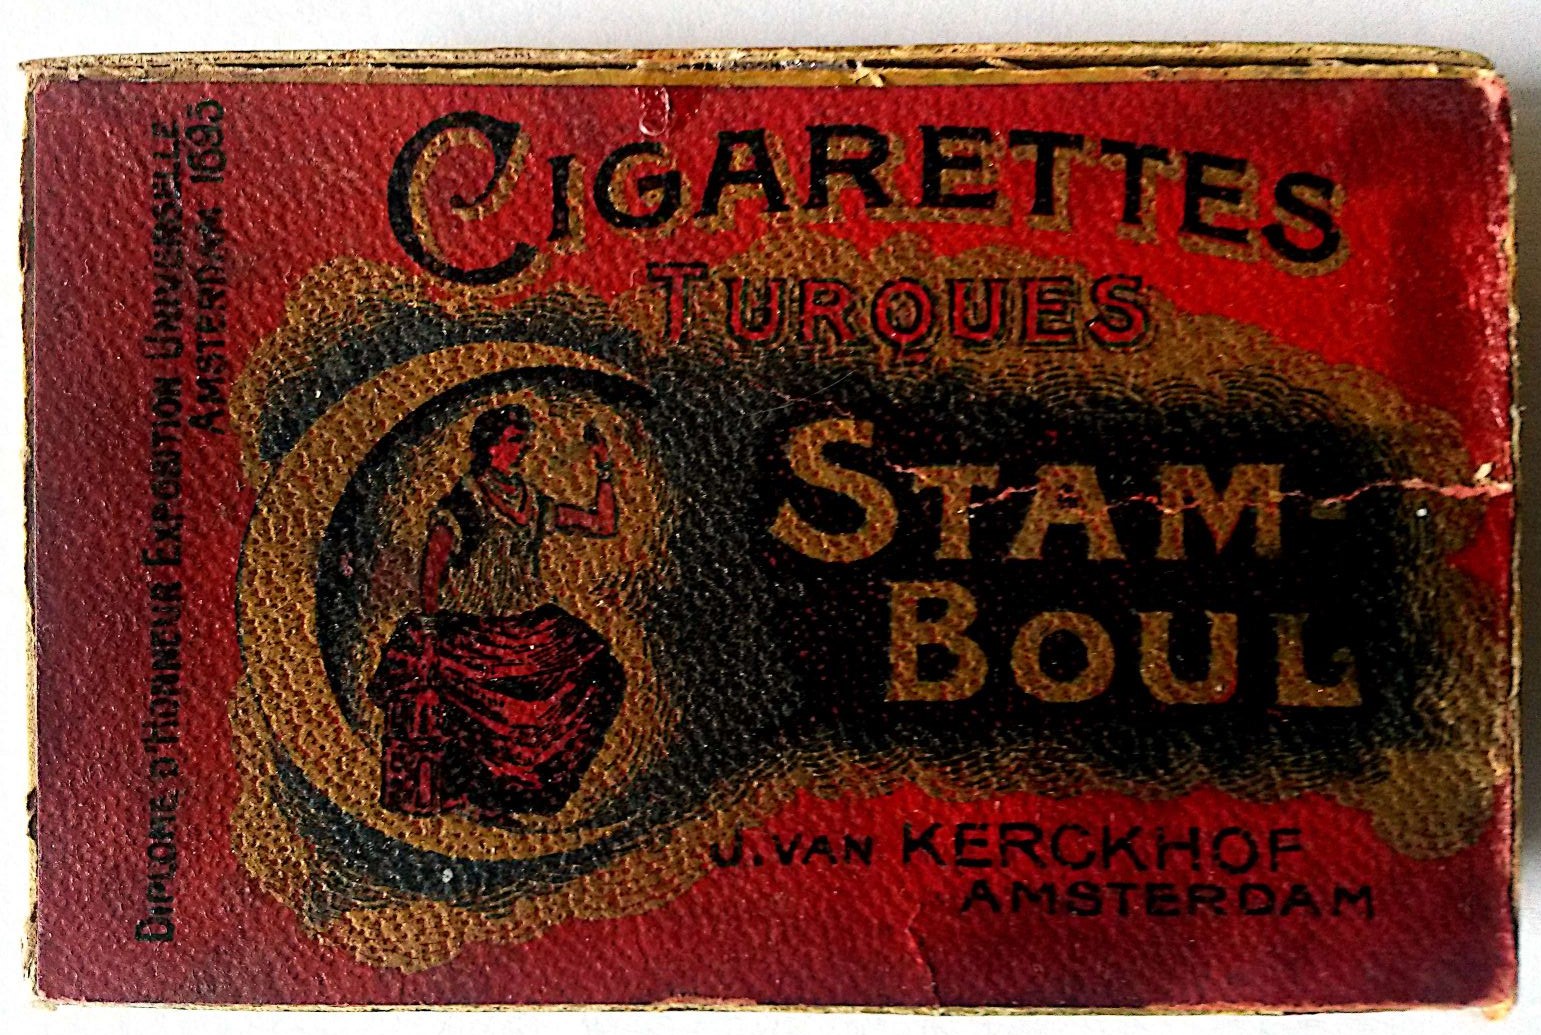 CIGARETTES
TURQUES
STAM-
BOUL
J. VAN KERCKHOF
AMSTERDAM
DIPLOME D'HONNEUR EXPOSITION UNIVERSELLE
AMSTERDAM 1895